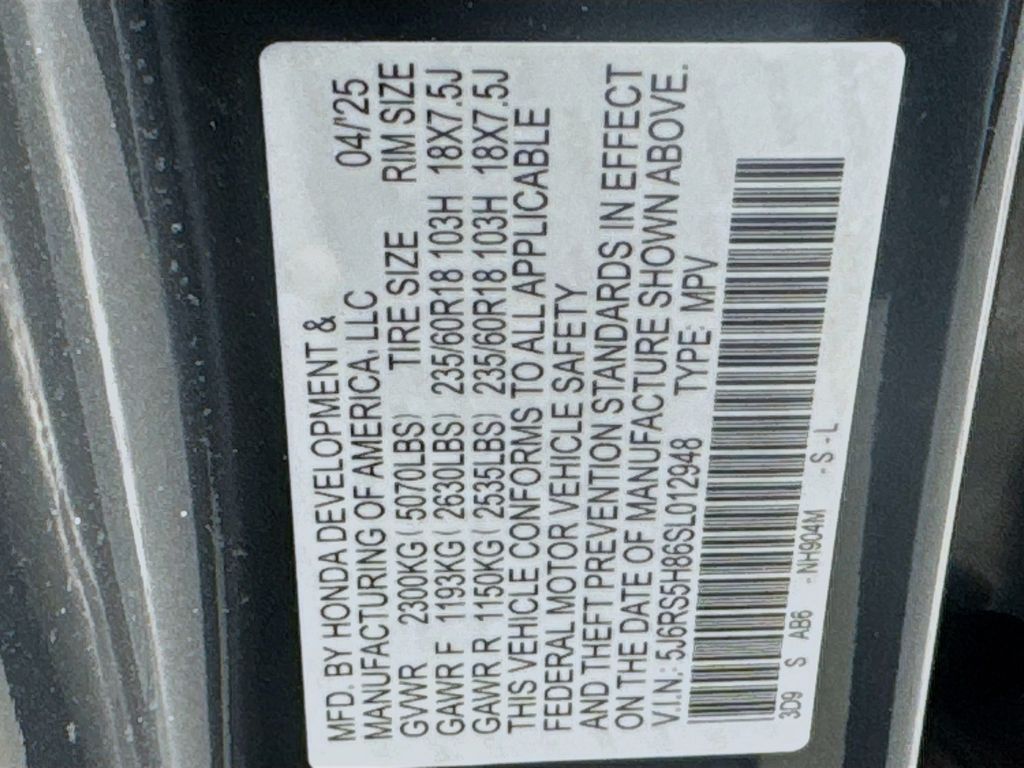 MFD. BY HONDA DEVELOPMENT &
MANUFACTURING OF AMERICA, LLC 04/'25
GVWR 2300KG ( 5070LBS) TIRE SIZE RIM SIZE
GAWR F 1193KG ( 2630LBS) 235/60R18 103H 18X7.5J
GAWR R 1150KG ( 2535LBS) 235/60R18 103H 18X7.5J
THIS VEHICLE CONFORMS TO ALL APPLICABLE
FEDERAL MOTOR VEHICLE SAFETY
AND THEFT PREVENTION STANDARDS IN EFFECT
ON THE DATE OF MANUFACTURE SHOWN ABOVE.
V.I.N.: 5J6RS5H86SL012948 TYPE: MPV
3D9 S AB6 - NH904M - S - L